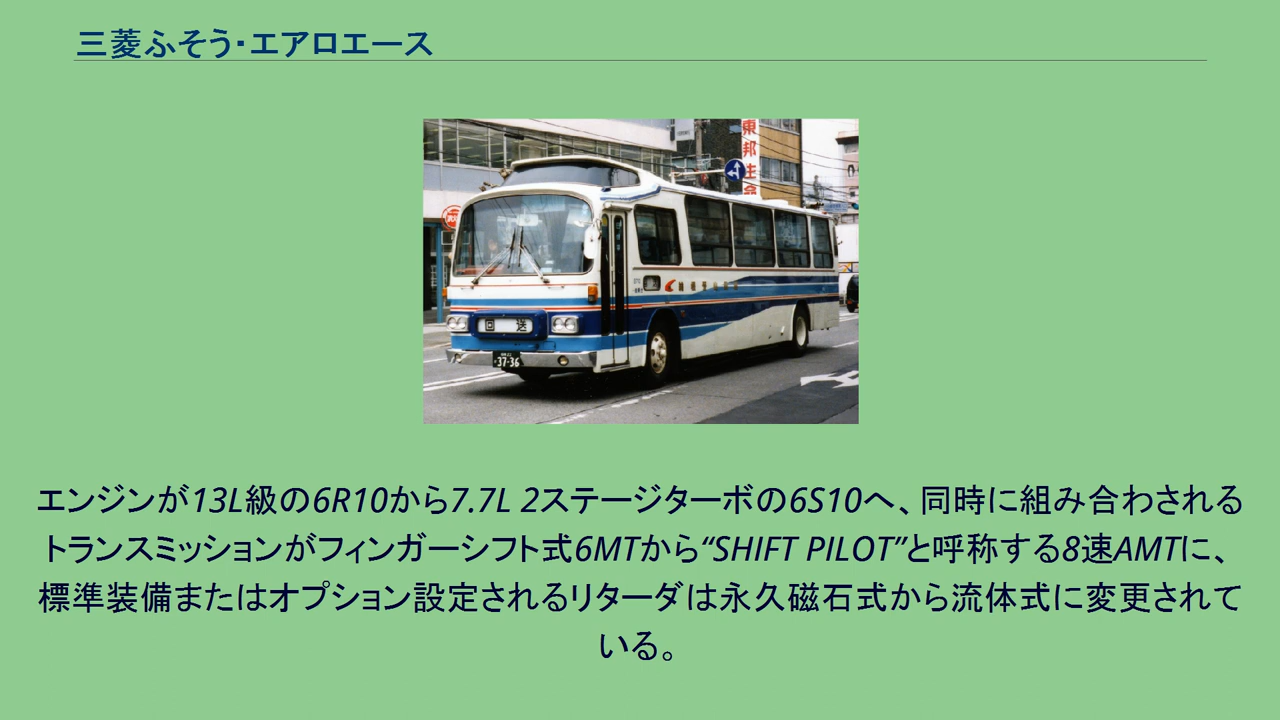 三菱ふそう・エアロエース
東邦生命
回送
37-36
エンジンが13L級の6R10から7.7L 2ステージターボの6S10へ、同時に組み合わされる
トランスミッションがフィンガーシフト式6MTから“SHIFT PILOT”と呼称する8速AMTに、
標準装備またはオプション設定されるリターダは永久磁石式から流体式に変更されて
いる。